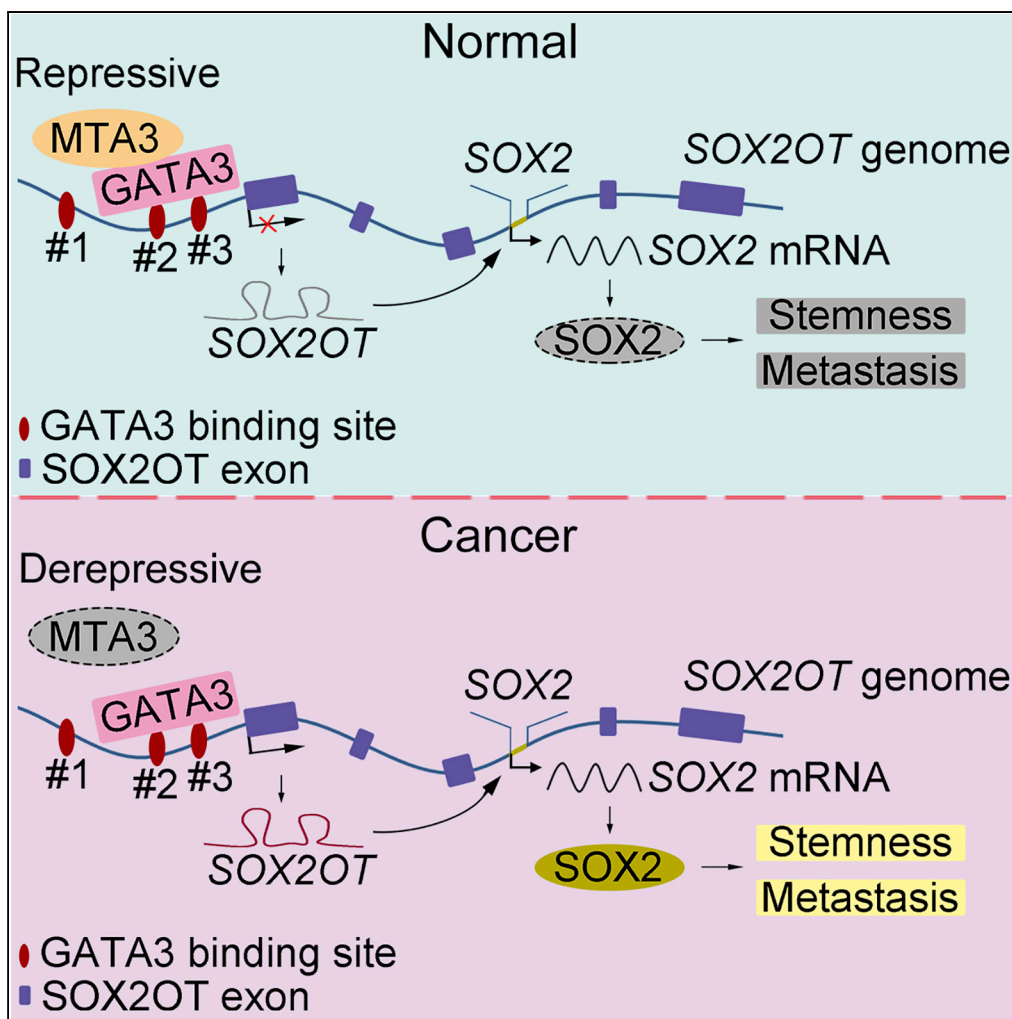 Normal
Repressive
MTA3
GATA3
SOX2
SOX2OT genome
#1
#2
#3
SOX2 mRNA
SOX2OT
SOX2
Stemness
Metastasis
GATA3 binding site
SOX2OT exon
Cancer
Derepressive
MTA3
GATA3
SOX2
SOX2OT genome
#1
#2
#3
SOX2 mRNA
SOX2OT
SOX2
Stemness
Metastasis
GATA3 binding site
SOX2OT exon